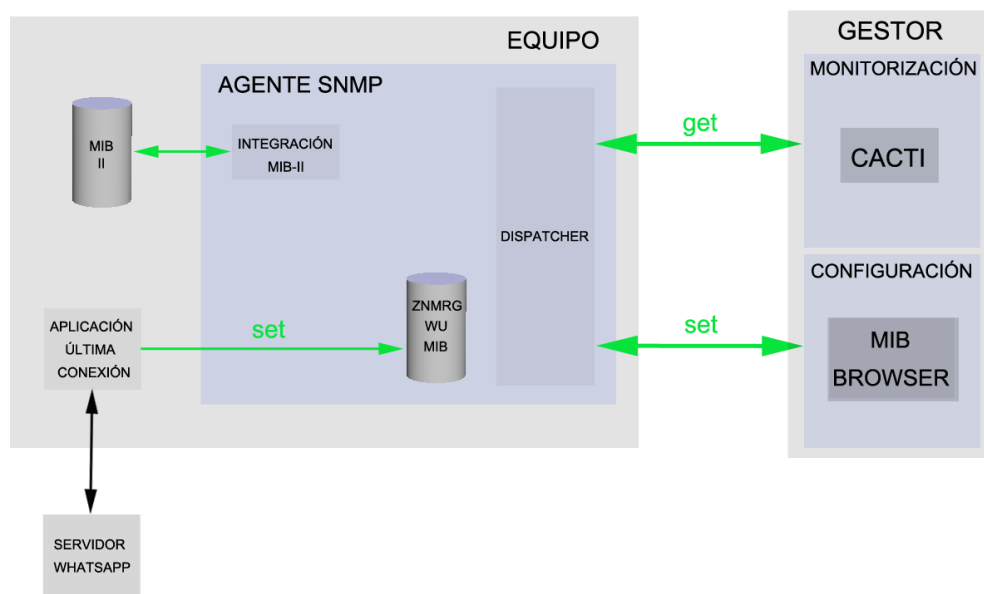 EQUIPO
AGENTE SNMP
MIB
II
INTEGRACIÓN
MIB-II
DISPATCHER
ZNMRG
WU
MIB
APLICACIÓN
ÚLTIMA
CONEXIÓN
set
SERVIDOR
WHATSAPP
get
set
GESTOR
MONITORIZACIÓN
CACTI
CONFIGURACIÓN
MIB
BROWSER